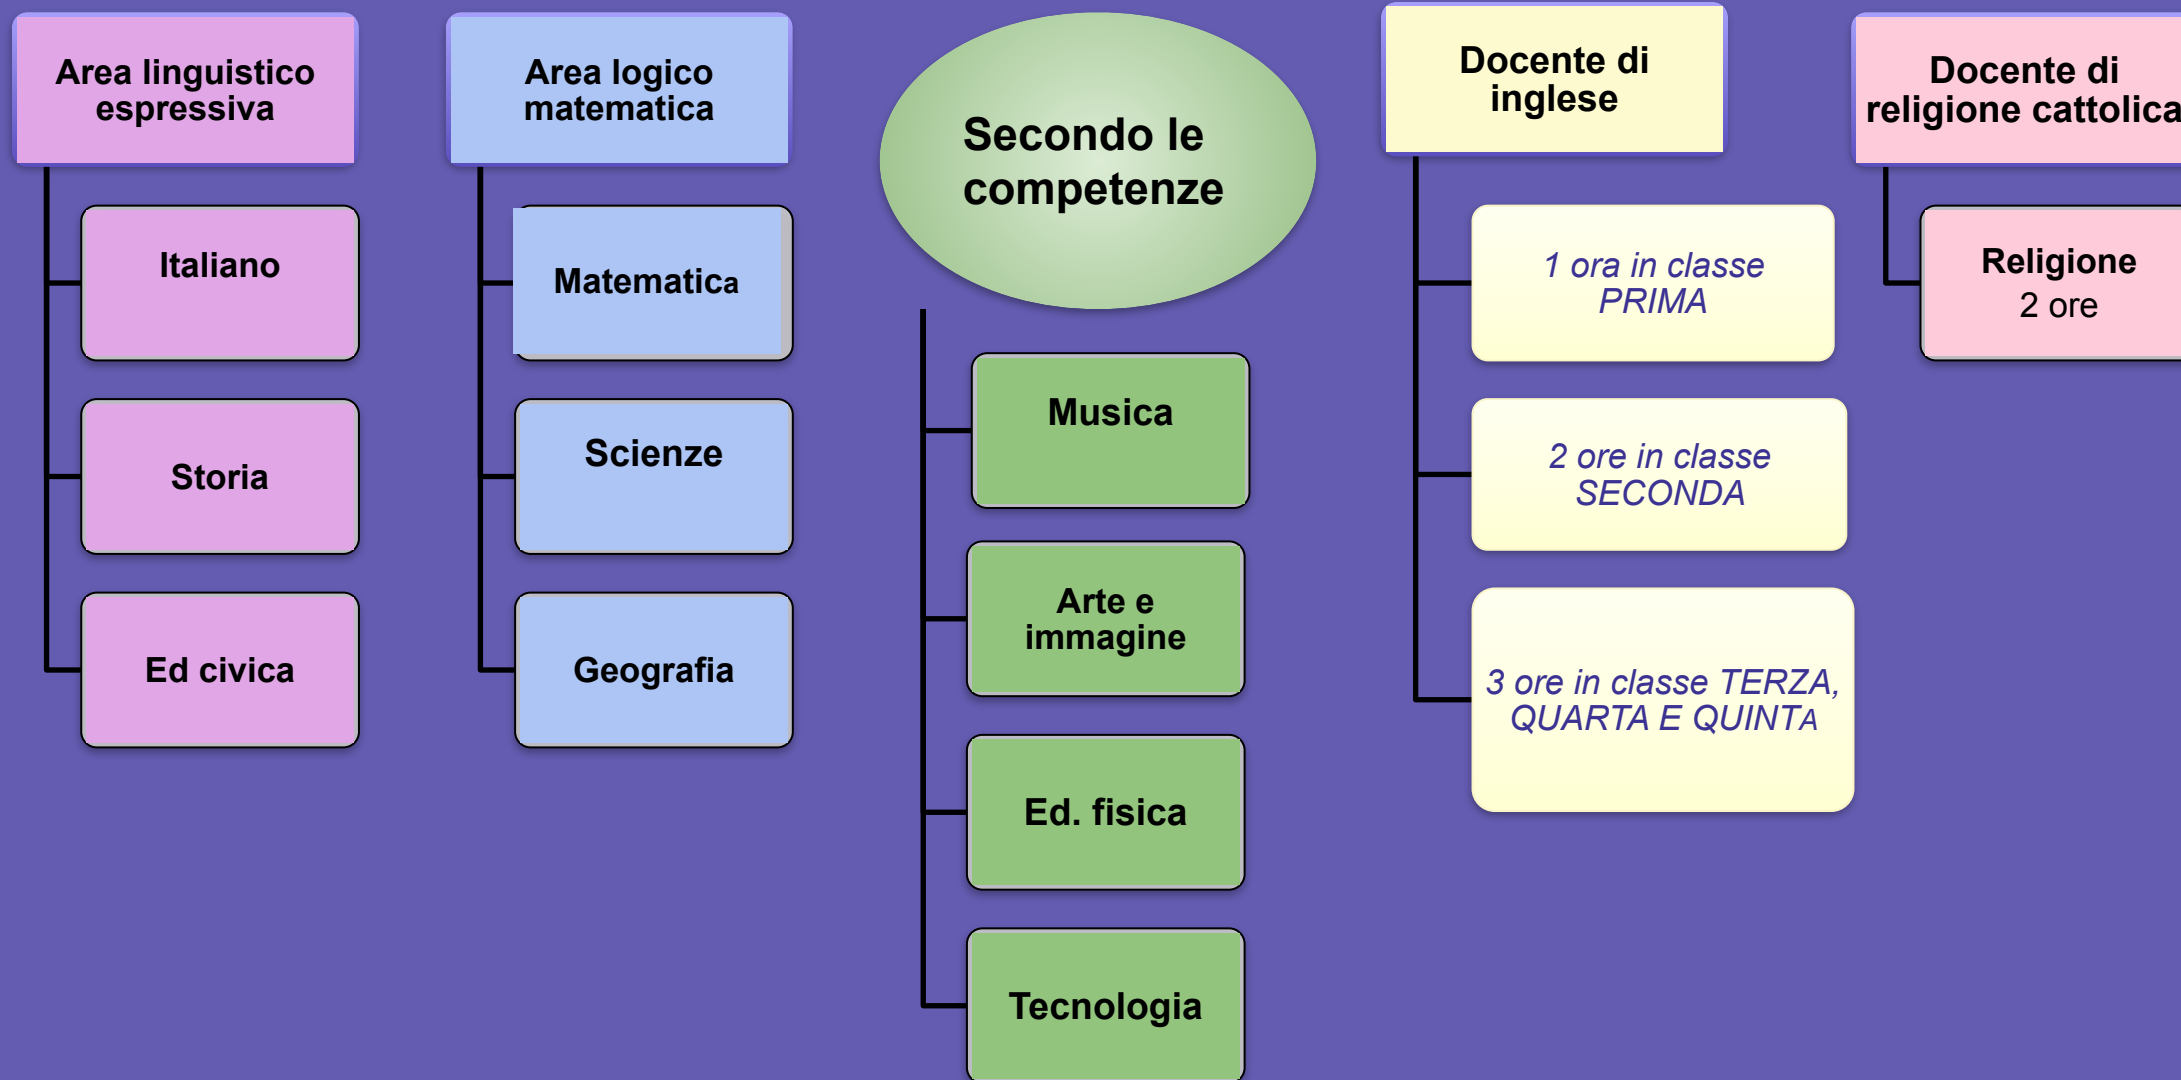 Area linguistico
espressiva
Italiano
Storia
Ed civica
Area logico
matematica
Matematica
Scienze
Geografia
Secondo le
competenze
Musica
Arte e
immagine
Ed. fisica
Tecnologia
Docente di
inglese
1 ora in classe
PRIMA
2 ore in classe
SECONDA
3 ore in classe TERZA,
QUARTA E QUINTA
Docente di
religione cattolica
Religione
2 ore